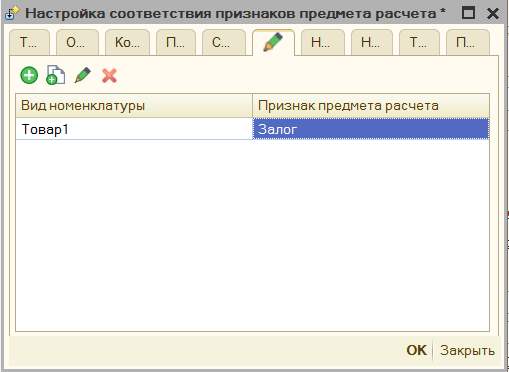 Настройка соответствия признаков предмета расчета *
Т... О... Ко... П... С... Н... Н... Т... П...
Вид номенклатуры Признак предмета расчета
Товар1 Залог
OK Закрыть